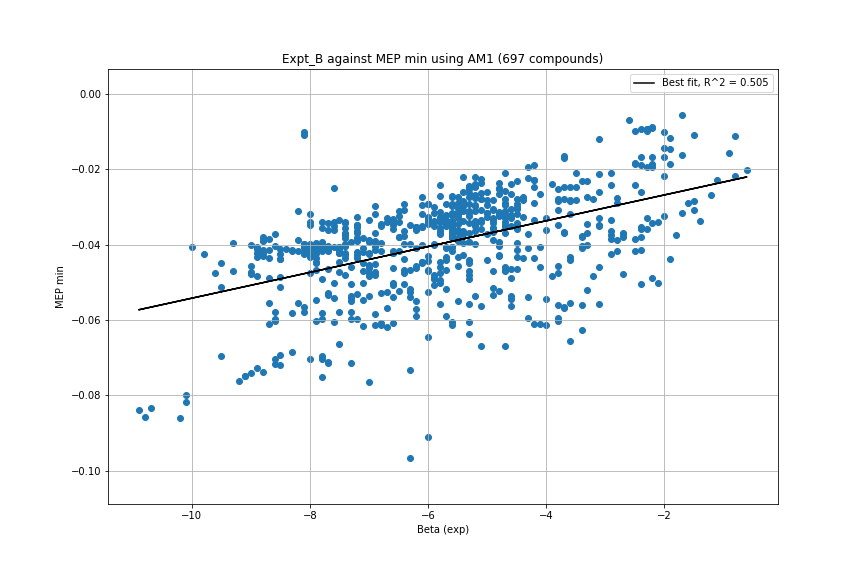 Expt_B against MEP min using AM1 (697 compounds)
Best fit, R^2 = 0.505
0.00
−0.02
−0.04
−0.06
−0.08
−0.10
MEP min
−10
−8
−6
−4
−2
Beta (exp)